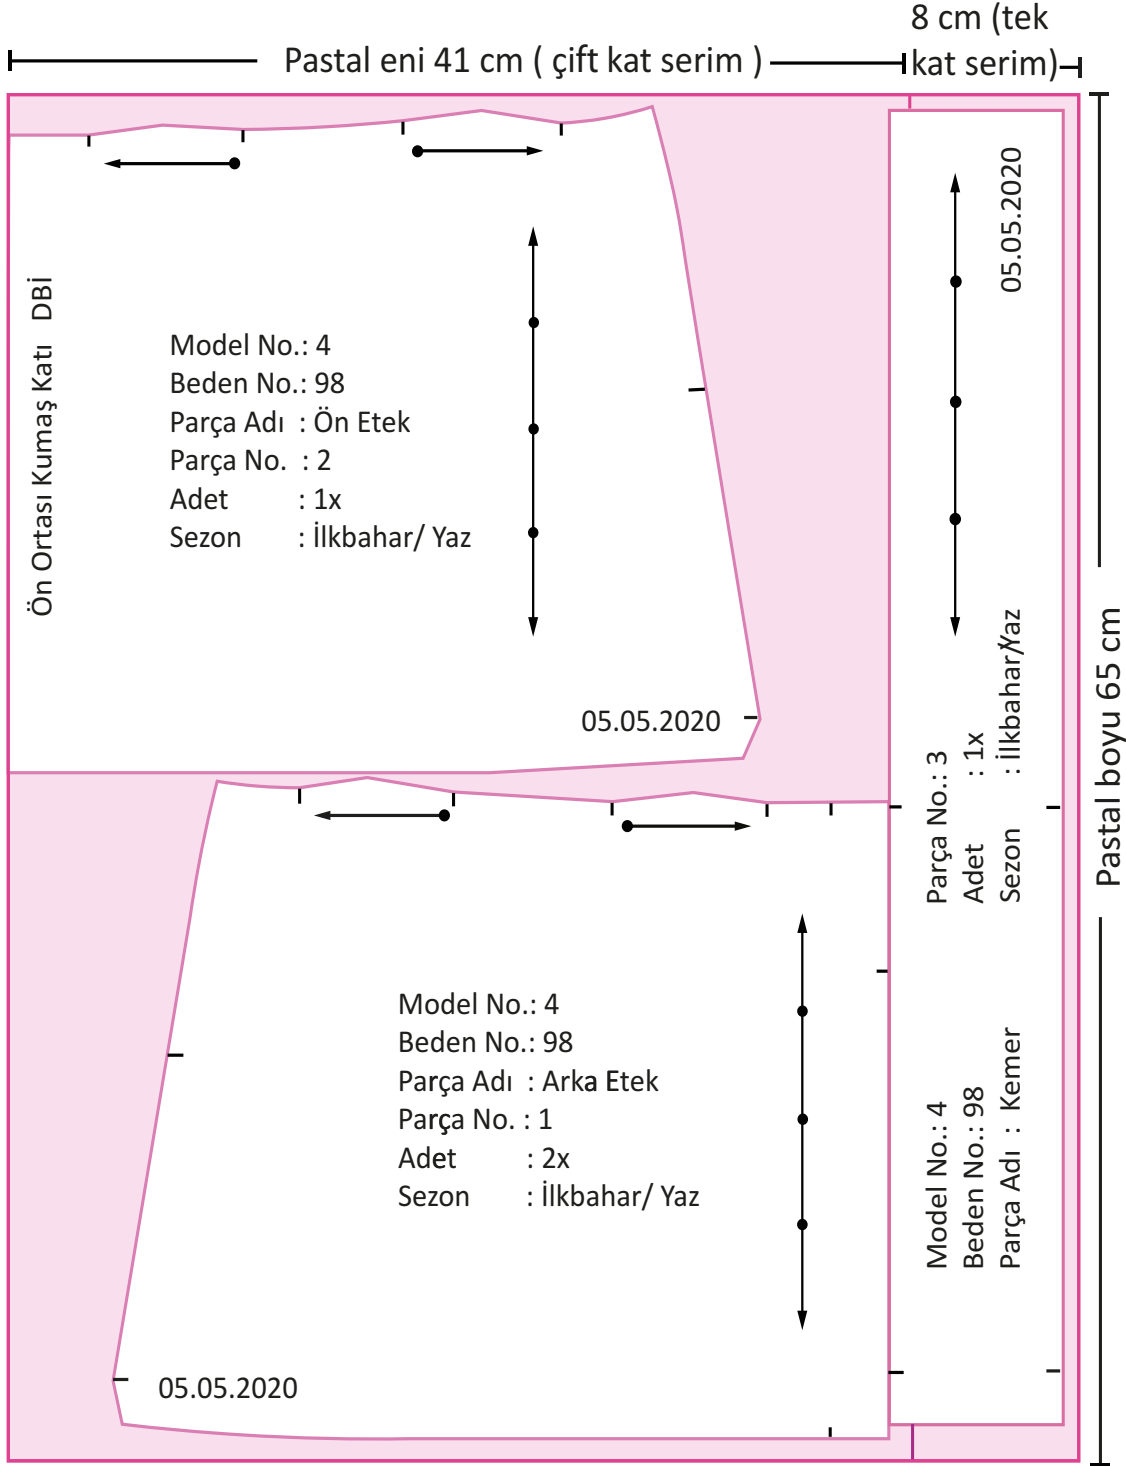 8 cm (tek
kat serim)
Pastal eni 41 cm ( çift kat serim )
Pastal boyu 65 cm
Ön Ortası Kumaş Katı DBİ
Model No.: 4
Beden No.: 98
Parça Adı : Ön Etek
Parça No. : 2
Adet : 1x
Sezon : İlkbahar/ Yaz
05.05.2020
05.05.2020
Parça No.: 3
Adet : 1x
Sezon : İlkbahar/Yaz
Model No.: 4
Beden No.: 98
Parça Adı : Kemer
Model No.: 4
Beden No.: 98
Parça Adı : Arka Etek
Parça No. : 1
Adet : 2x
Sezon : İlkbahar/ Yaz
05.05.2020